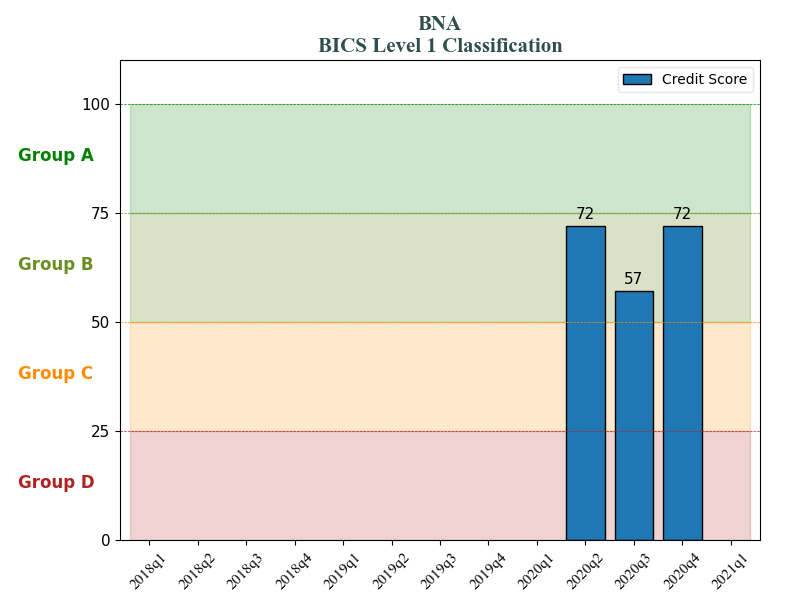 BNA
BICS Level 1 Classification
Credit Score
100
Group A
75
72
72
Group B
57
50
Group C
25
Group D
0
2018q1
2018q2
2018q3
2018q4
2019q1
2019q2
2019q3
2019q4
2020q1
2020q2
2020q3
2020q4
2021q1